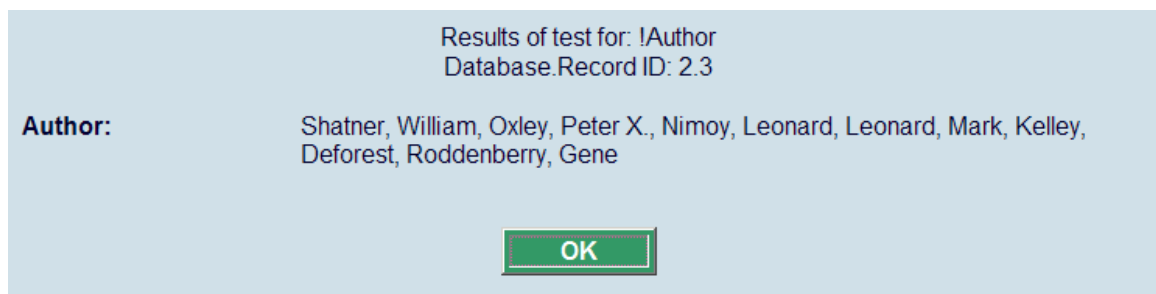 Results of test for: !Author
Database.Record ID: 2.3
Author: Shatner, William, Oxley, Peter X., Nimoy, Leonard, Leonard, Mark, Kelley,
Deforest, Roddenberry, Gene
OK